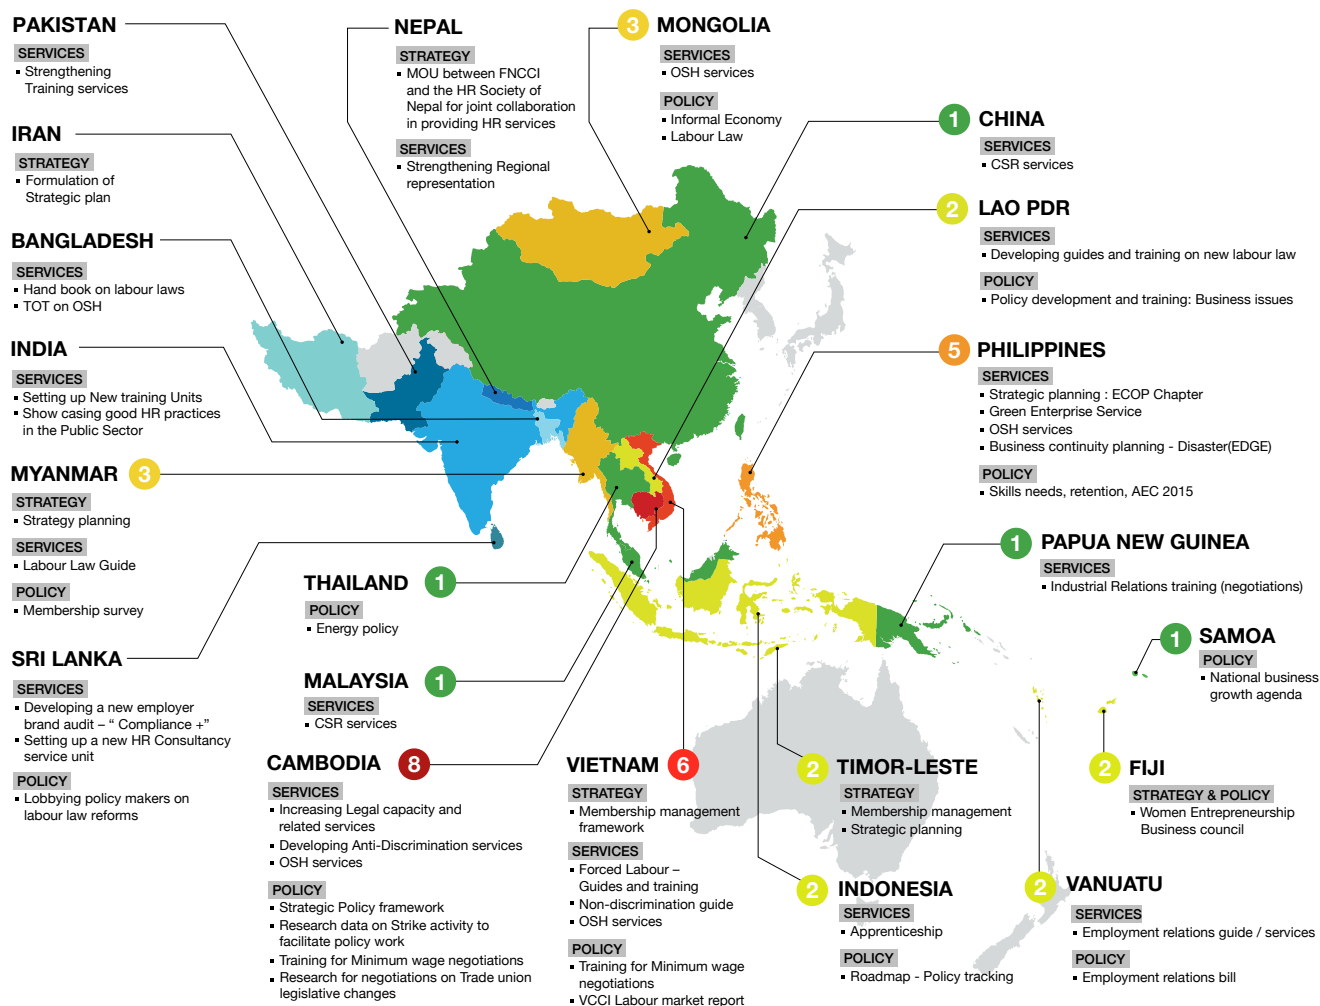 PAKISTAN
SERVICES
▪ Strengthening
Training services
IRAN
STRATEGY
▪ Formulation of
Strategic plan
BANGLADESH
SERVICES
▪ Hand book on labour laws
▪ TOT on OSH
INDIA
SERVICES
▪ Setting up New training Units
▪ Show casing good HR practices
in the Public Sector
MYANMAR 3
STRATEGY
▪ Strategy planning
SERVICES
▪ Labour Law Guide
POLICY
▪ Membership survey
SRI LANKA
SERVICES
▪ Developing a new employer
brand audit – “ Compliance +”
▪ Setting up a new HR Consultancy
service unit
POLICY
▪ Lobbying policy makers on
labour law reforms
NEPAL
STRATEGY
▪ MOU between FNCCI
and the HR Society of
Nepal for joint collaboration
in providing HR services
SERVICES
▪ Strengthening Regional
representation
3 MONGOLIA
SERVICES
▪ OSH services
POLICY
▪ Informal Economy
▪ Labour Law
1 CHINA
SERVICES
▪ CSR services
2 LAO PDR
SERVICES
▪ Developing guides and training on new labour law
POLICY
▪ Policy development and training: Business issues
5 PHILIPPINES
SERVICES
▪ Strategic planning : ECOP Chapter
▪ Green Enterprise Service
▪ OSH services
▪ Business continuity planning - Disaster(EDGE)
POLICY
▪ Skills needs, retention, AEC 2015
1 PAPUA NEW GUINEA
SERVICES
▪ Industrial Relations training (negotiations)
1 SAMOA
POLICY
▪ National business
growth agenda
THAILAND 1
POLICY
▪ Energy policy
MALAYSIA 1
SERVICES
▪ CSR services
CAMBODIA 8
SERVICES
▪ Increasing Legal capacity and
related services
▪ Developing Anti-Discrimination services
▪ OSH services
POLICY
▪ Strategic Policy framework
▪ Research data on Strike activity to
facilitate policy work
▪ Training for Minimum wage negotiations
▪ Research for negotiations on Trade union
legislative changes
VIETNAM 6
STRATEGY
▪ Membership management
framework
SERVICES
▪ Forced Labour –
Guides and training
▪ Non-discrimination guide
▪ OSH services
POLICY
▪ Training for Minimum wage
negotiations
▪ VCCI Labour market report
2 TIMOR-LESTE
STRATEGY
▪ Membership management
▪ Strategic planning
2 INDONESIA
SERVICES
▪ Apprenticeship
POLICY
▪ Roadmap - Policy tracking
2 FIJI
STRATEGY & POLICY
▪ Women Entrepreneurship
Business council
2 VANUATU
SERVICES
▪ Employment relations guide / services
POLICY
▪ Employment relations bill